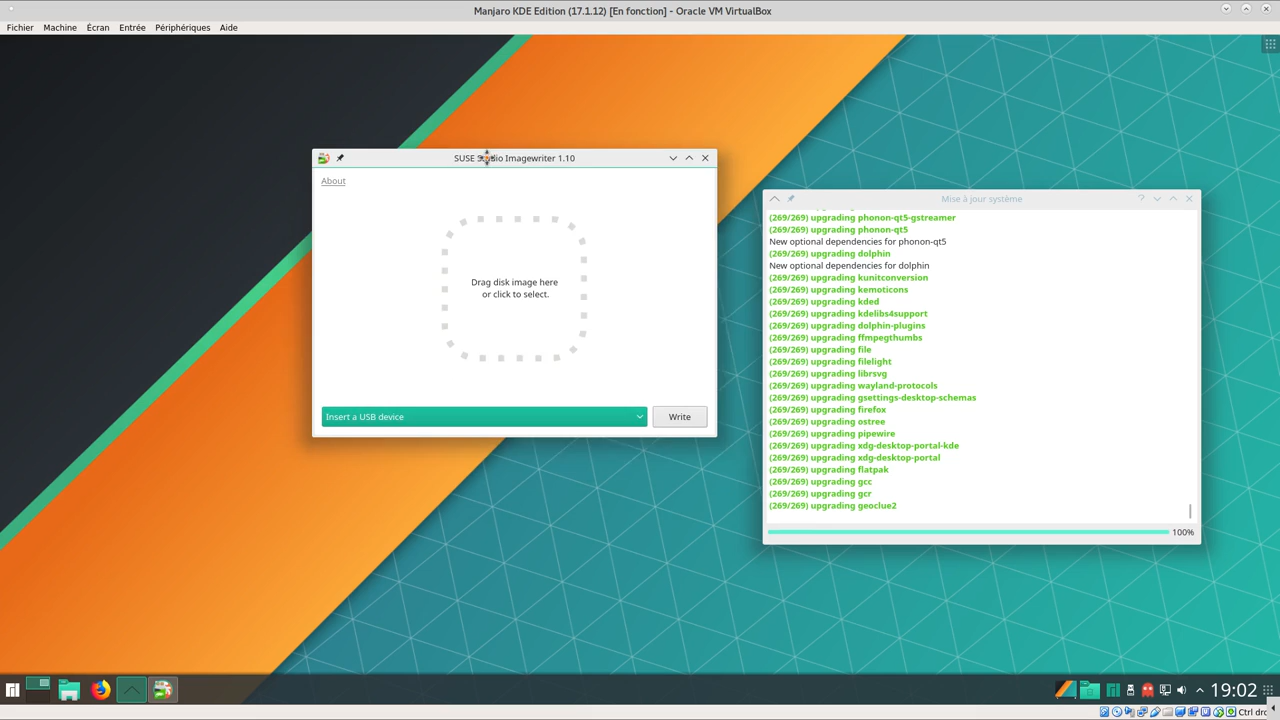 Manjaro KDE Edition (17.1.12) [En fonction] - Oracle VM VirtualBox
Fichier Machine Écran Entrée Périphériques Aide
SUSE Studio Imagewriter 1.10
About
Drag disk image here
or click to select.
Insert a USB device
Write
Mise à jour système
(269/269) upgrading phonon-qt5-gstreamer
(269/269) upgrading phonon-qt5
New optional dependencies for phonon-qt5
(269/269) upgrading dolphin
New optional dependencies for dolphin
(269/269) upgrading kunitconversion
(269/269) upgrading kemoticons
(269/269) upgrading kded
(269/269) upgrading kdelibs4support
(269/269) upgrading dolphin-plugins
(269/269) upgrading ffmpegthumbs
(269/269) upgrading file
(269/269) upgrading filelight
(269/269) upgrading librsvg
(269/269) upgrading wayland-protocols
(269/269) upgrading gsettings-desktop-schemas
(269/269) upgrading firefox
(269/269) upgrading ostree
(269/269) upgrading pipewire
(269/269) upgrading xdg-desktop-portal-kde
(269/269) upgrading xdg-desktop-portal
(269/269) upgrading flatpak
(269/269) upgrading gcc
(269/269) upgrading gcr
(269/269) upgrading geoclue2
100%
19:02
Ctrl